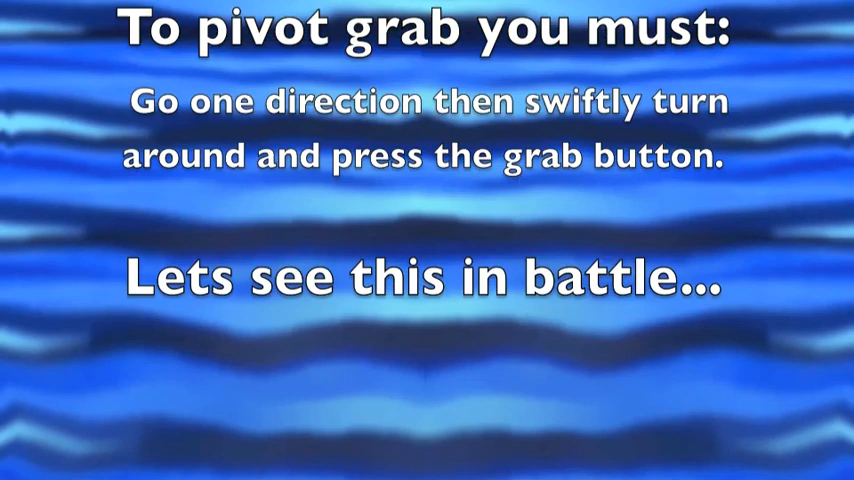 To pivot grab you must:
Go one direction then swiftly turn
around and press the grab button.
Lets see this in battle...